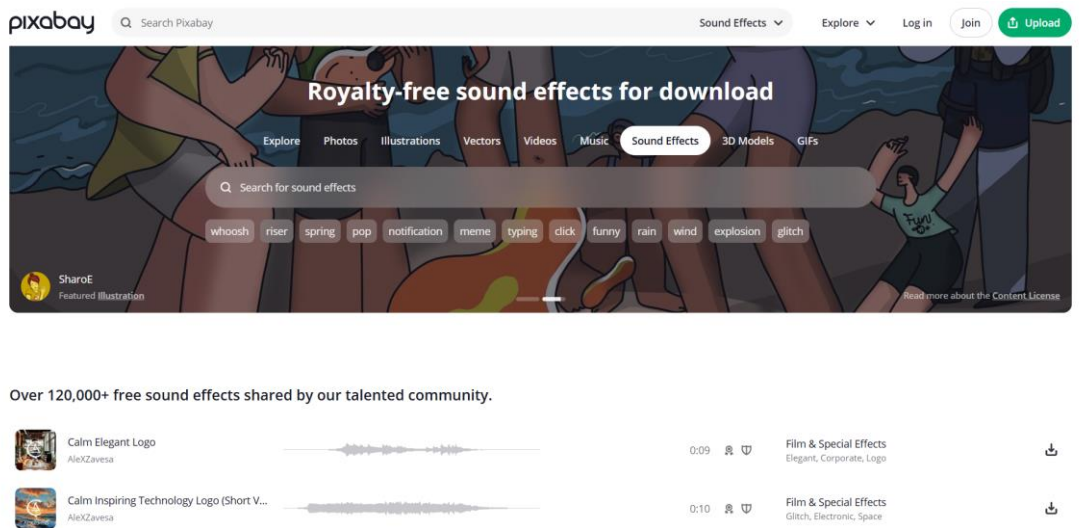 pixabay Search Pixabay Sound Effects Explore Log in Join Upload
Royalty-free sound effects for download
Explore Photos Illustrations Vectors Videos Music Sound Effects 3D Models GIFs
Search for sound effects
whoosh riser spring pop notification meme typing click funny rain wind explosion glitch
Fun!
SharoE
Featured Illustration Read more about the Content License
Over 120,000+ free sound effects shared by our talented community.
Calm Elegant Logo 0:09 Film & Special Effects
AleXZavesa Elegant, Corporate, Logo
Calm Inspiring Technology Logo (Short V... 0:10 Film & Special Effects
AleXZavesa Glitch, Electronic, Space